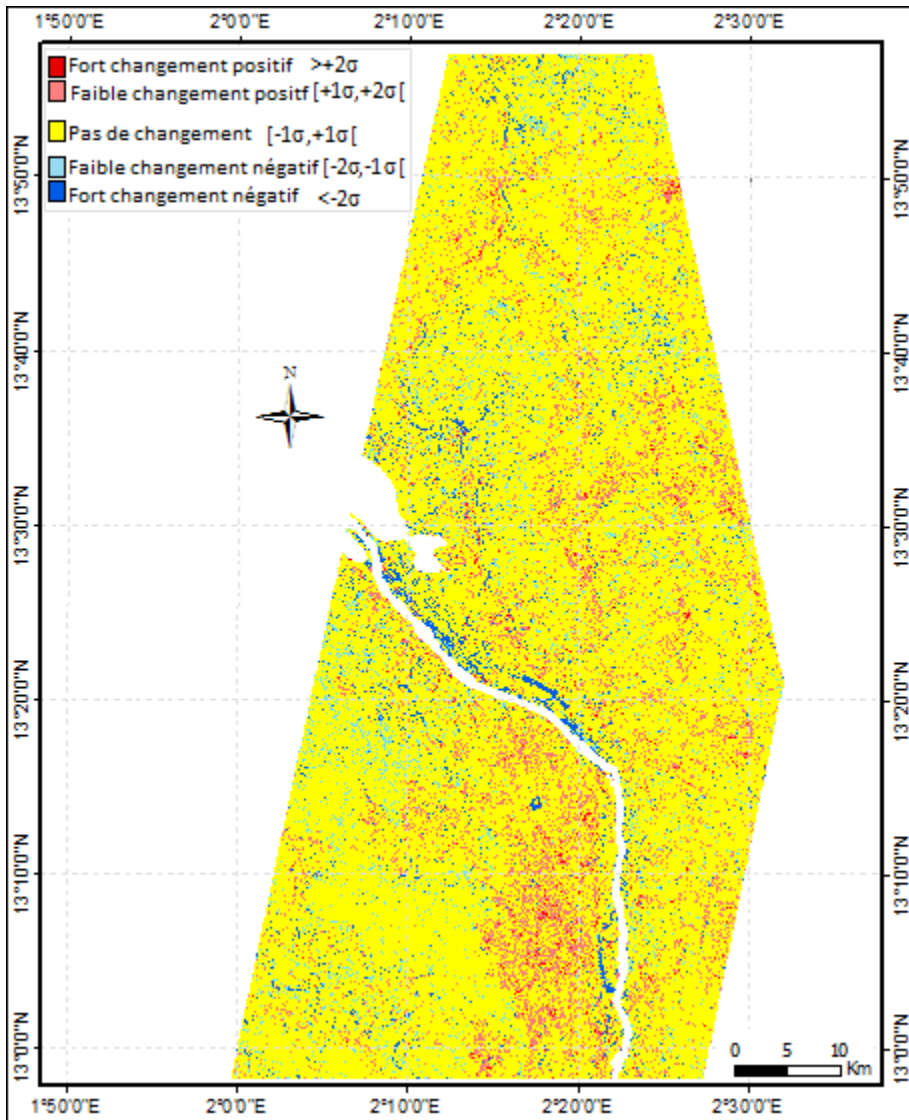 1°50'0"E 2°0'0"E 2°10'0"E 2°20'0"E 2°30'0"E
Fort changement positif >+2σ
Faible changement positf [+1σ,+2σ[
Pas de changement [-1σ,+1σ[
Faible changement négatif [-2σ,-1σ[
Fort changement négatif <-2σ
13°50'0"N 13°50'0"N
13°40'0"N 13°40'0"N
N
13°30'0"N 13°30'0"N
13°20'0"N 13°20'0"N
13°10'0"N 13°10'0"N
13°0'0"N 13°0'0"N
0 5 10
Km
1°50'0"E 2°0'0"E 2°10'0"E 2°20'0"E 2°30'0"E